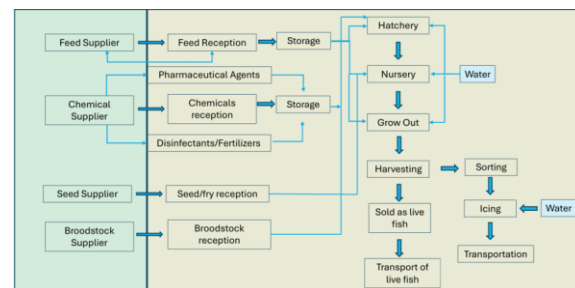 Feed Supplier
Feed Reception
Storage
Hatchery
Pharmaceutical Agents
Nursery
Water
Chemical
Supplier
Chemicals
reception
Storage
Grow Out
Disinfectants/Fertilizers
Harvesting
Sorting
Seed Supplier
Seed/fry reception
Sold as live
fish
Icing
Water
Broodstock
Supplier
Broodstock
reception
Transportation
Transport of
live fish